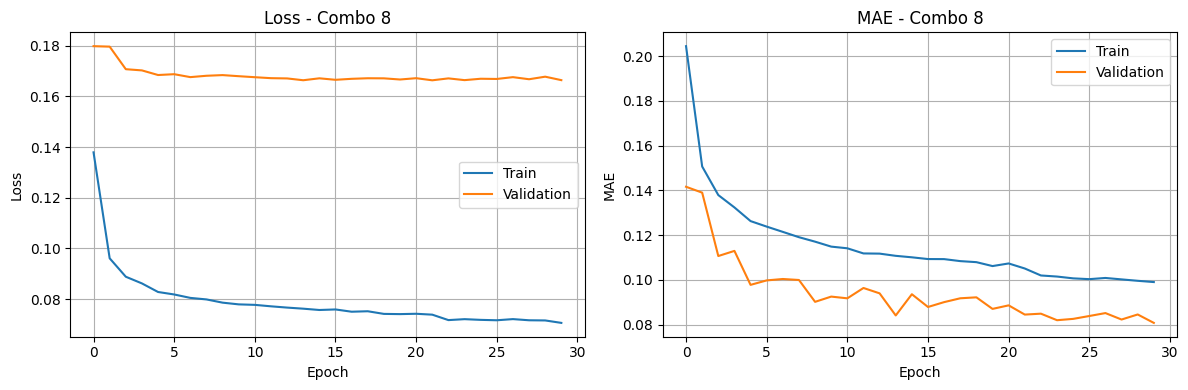 Loss - Combo 8
0.18
0.16
0.14
0.12
0.10
0.08
Loss
Train
Validation
0 5 10 15 20 25 30
Epoch
MAE - Combo 8
0.20
0.18
0.16
0.14
0.12
0.10
0.08
MAE
Train
Validation
0 5 10 15 20 25 30
Epoch